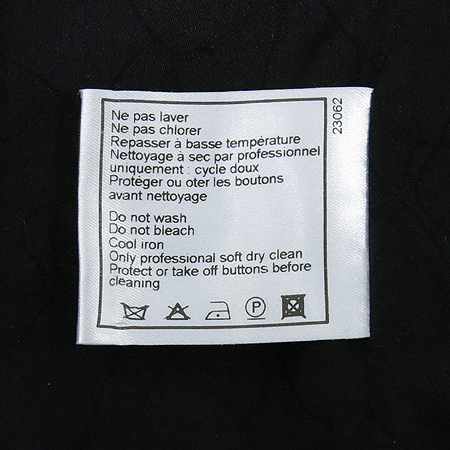 Ne pas laver
Ne pas chlorer
Repasser à basse température
Nettoyage à sec par professionnel
uniquement : cycle doux
Protéger ou oter les boutons
avant nettoyage
Do not wash
Do not bleach
Cool iron
Only professional soft dry clean
Protect or take off buttons before
cleaning
P
23062